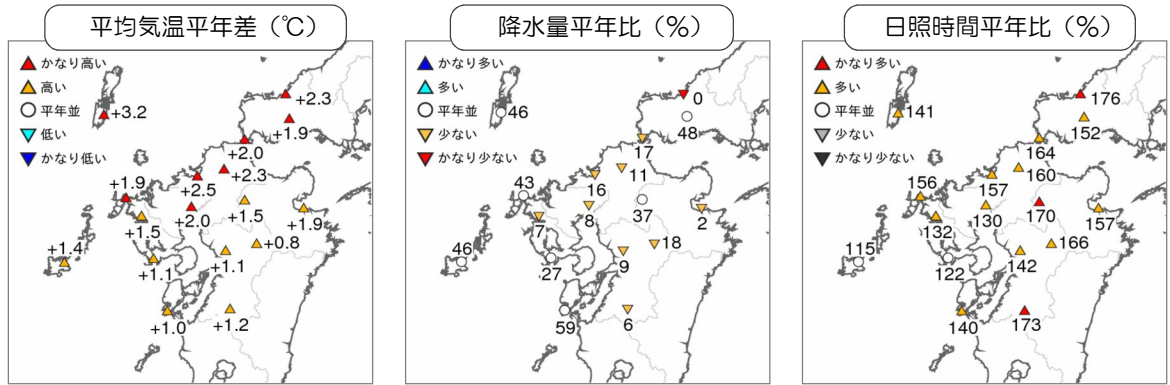 平均気温平年差（℃）
かなり高い
高い
平年並
低い
かなり低い
+2.3
+3.2
+1.9
+2.0
+2.3
+2.5
+1.9
+2.0
+1.5
+1.5
+1.9
+0.8
+1.4
+1.1
+1.1
+1.0
+1.2
降水量平年比（％）
かなり多い
多い
平年並
少ない
かなり少ない
0
46
48
17
11
16
43
8
37
7
2
18
46
9
27
59
6
日照時間平年比（％）
かなり多い
多い
平年並
少ない
かなり少ない
176
141
152
164
160
157
156
130
170
132
157
166
115
142
122
140
173